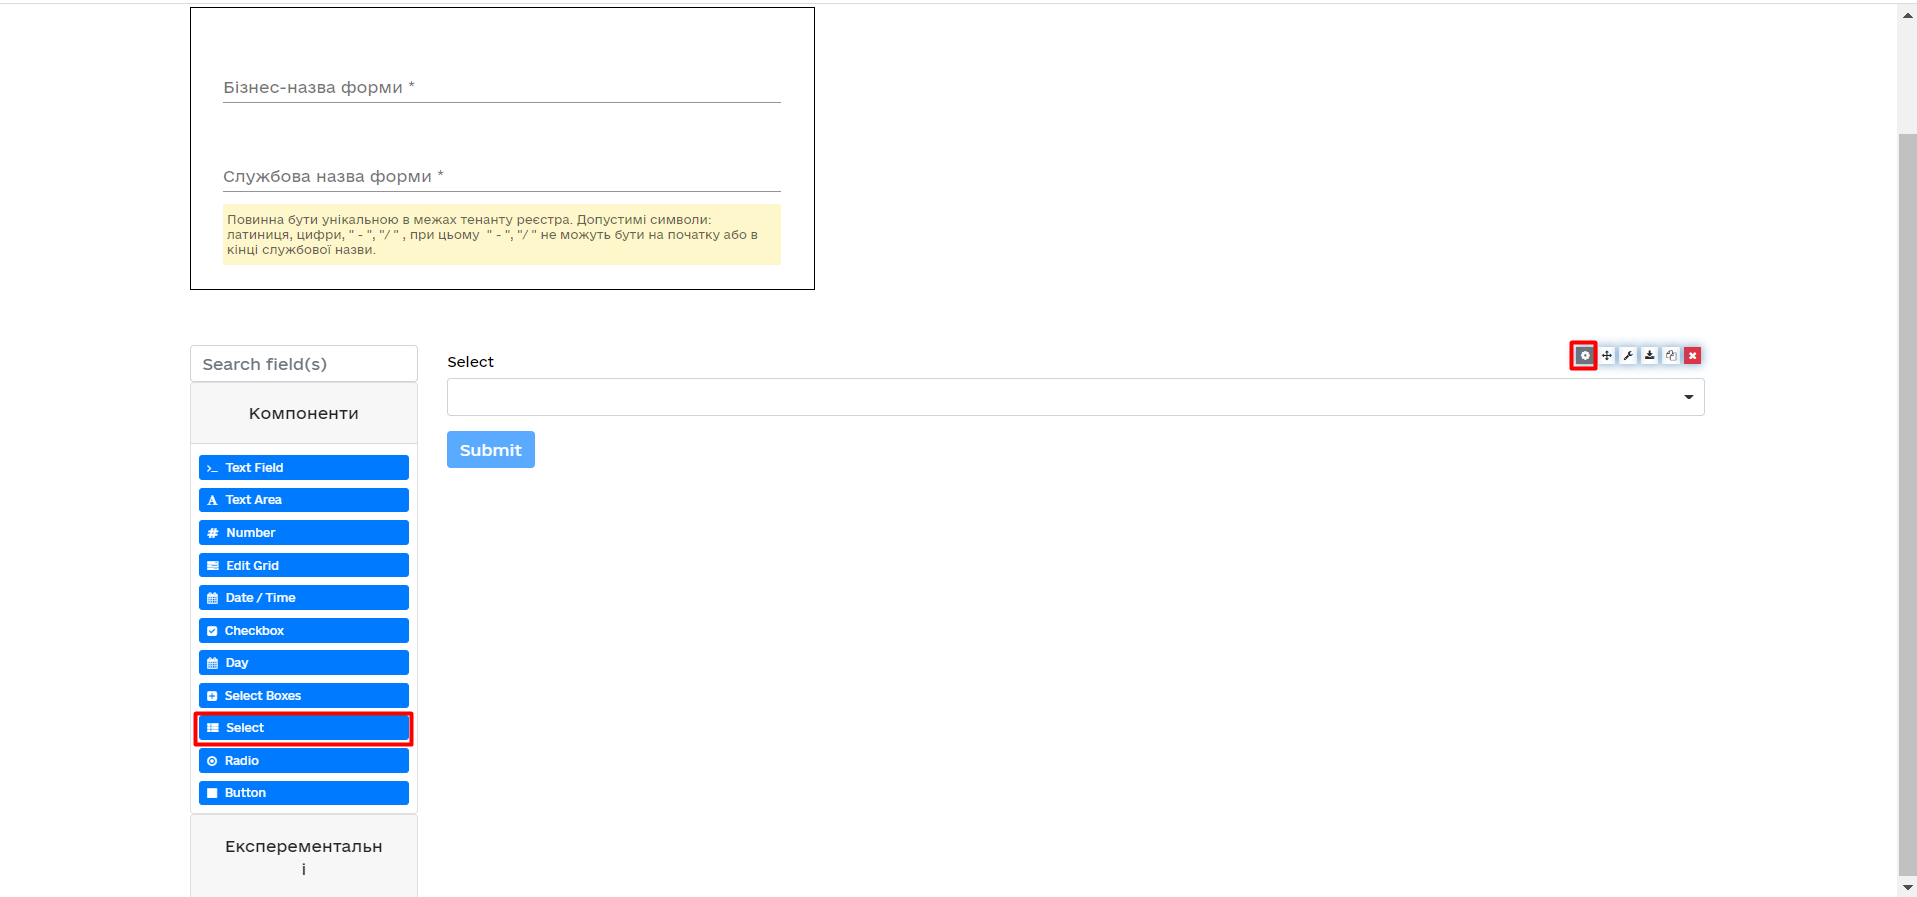 Бізнес-назва форми *
Службова назва форми *
Повинна бути унікальною в межах тенанту реєстра. Допустимі символи:
латиниця, цифри, " - ", "/ " , при цьому  " - ", "/ " не можуть бути на початку або в
кінці службової назви.
Search field(s)
Компоненти
Text Field
Text Area
Number
Edit Grid
Date / Time
Checkbox
Day
Select Boxes
Select
Radio
Button
Експерементальн
і
Select
Submit